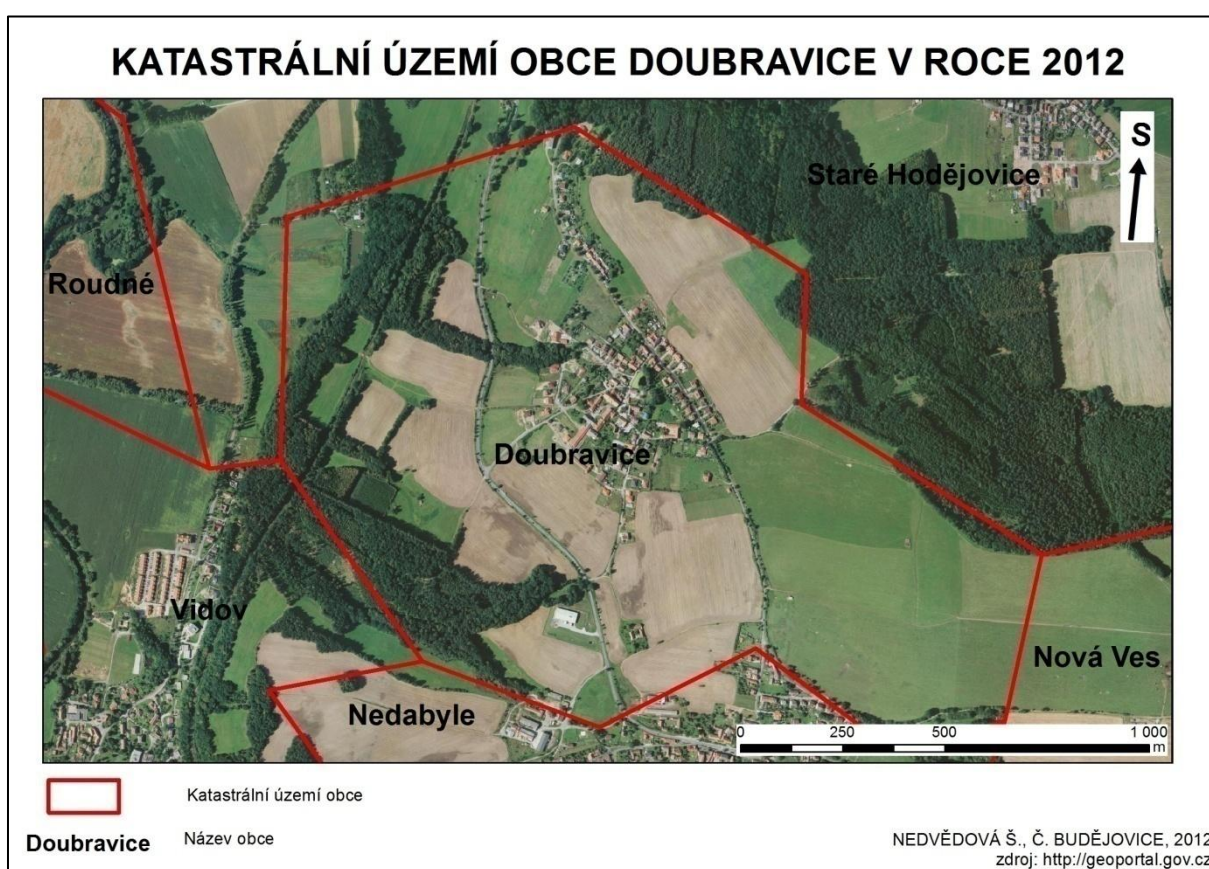 KATASTRÁLNÍ ÚZEMÍ OBCE DOUBRAVICE V ROCE 2012
S
Staré Hodějovice
Roudné
Doubravice
Vidov
Nová Ves
Nedabyle
0 250 500 1 000
m
Katastrální území obce
Doubravice Název obce
NEDVĚDOVÁ Š., Č. BUDĚJOVICE, 2012
zdroj: http://geoportal.gov.cz